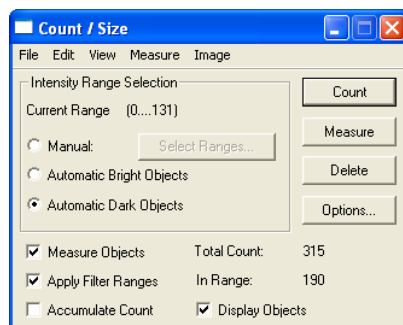 Count / Size
File Edit View Measure Image
Intensity Range Selection
Current Range (0....131)
Manual: Select Ranges...
Automatic Bright Objects
Automatic Dark Objects
Count
Measure
Delete
Options...
Measure Objects Total Count: 315
Apply Filter Ranges In Range: 190
Accumulate Count Display Objects